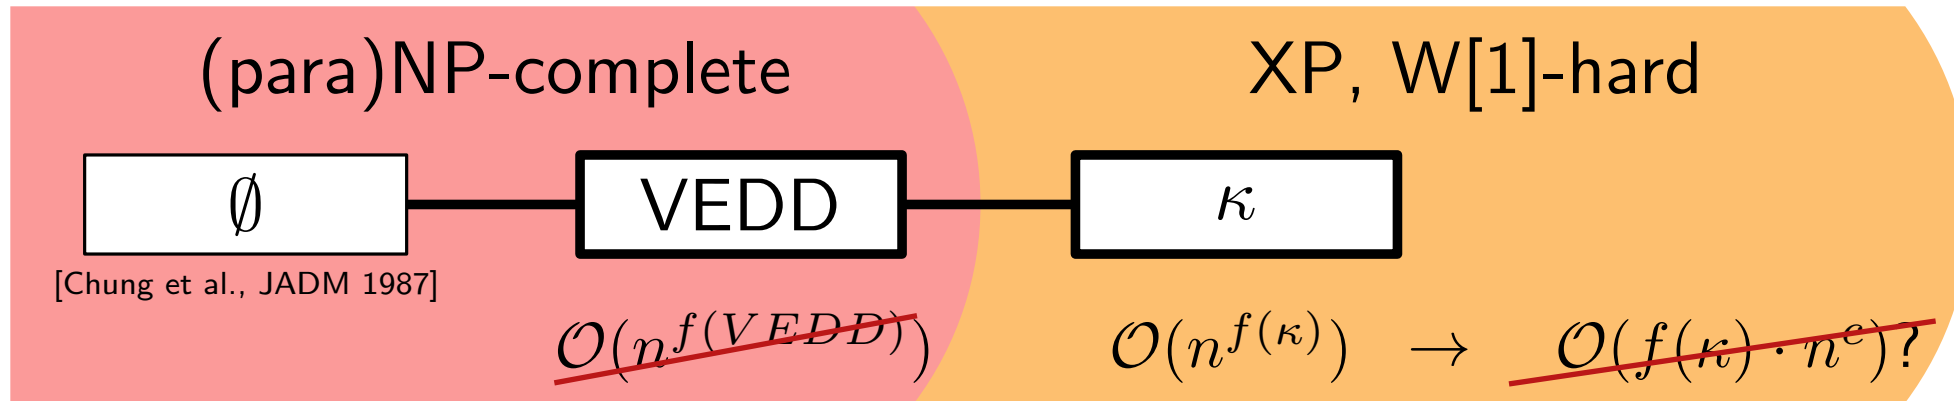 (para)NP-complete XP, W[1]-hard
∅ VEDD κ
[Chung et al., JADM 1987]
𝒪(n^{f(VEDD)}) 𝒪(n^{f(κ)}) → 𝒪(f(κ) · n^c)?